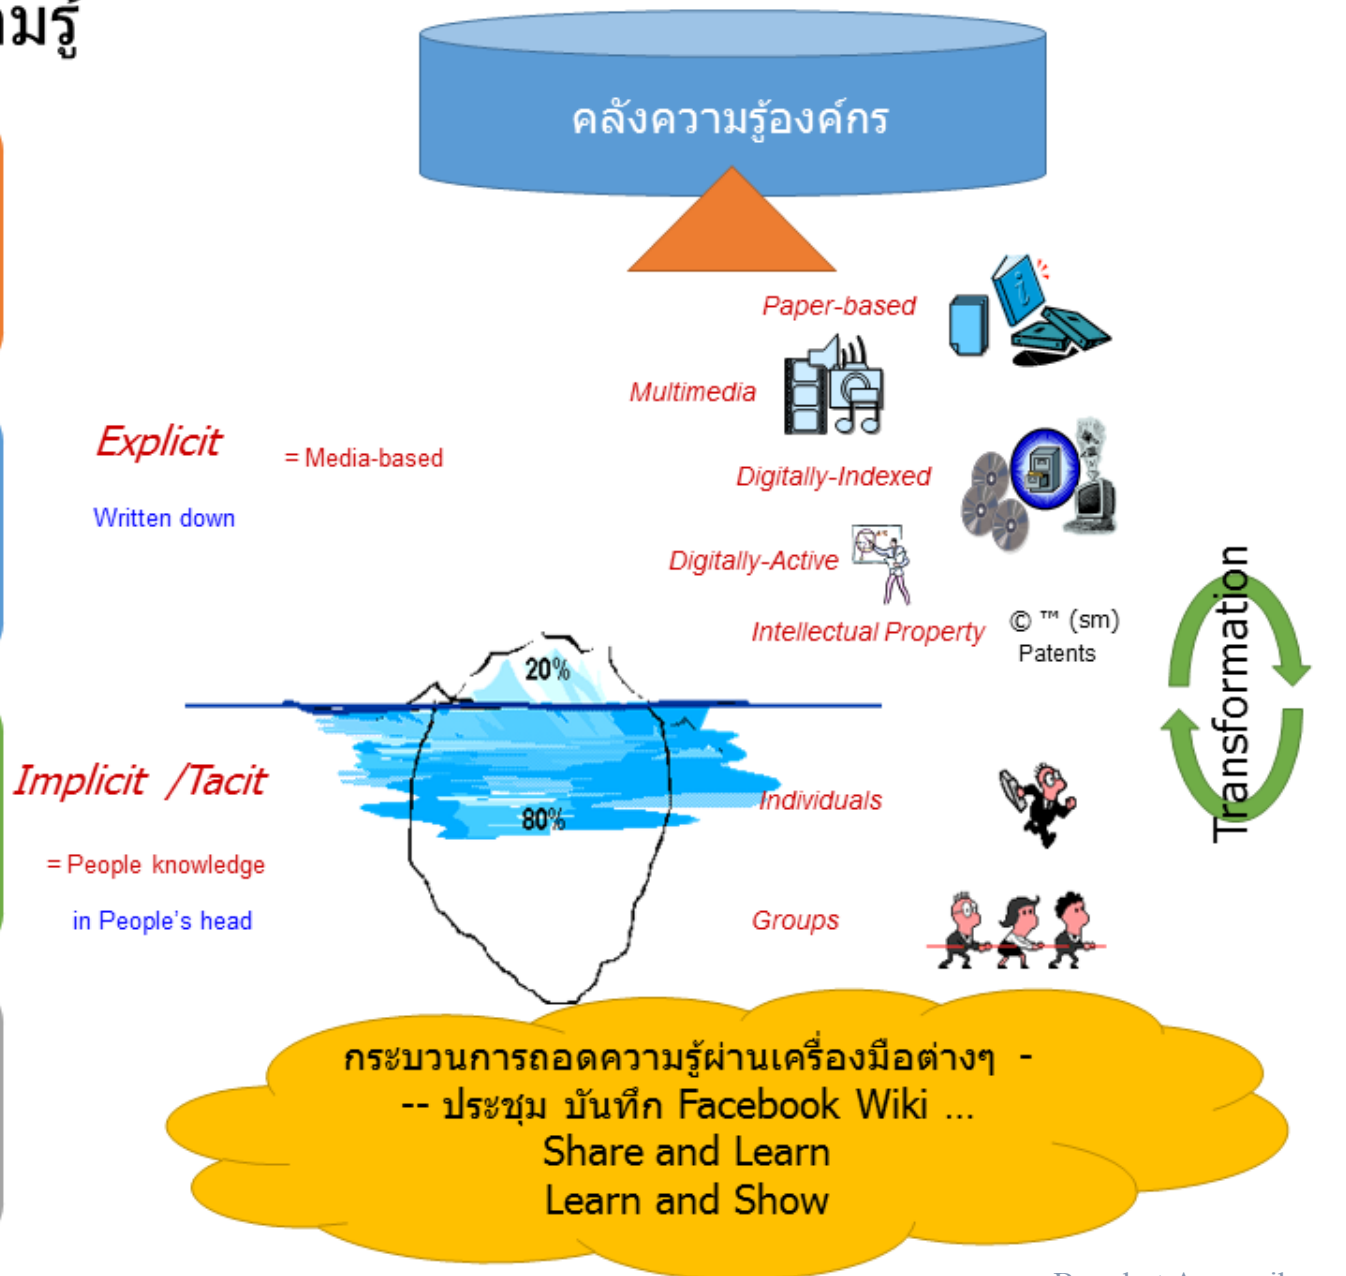 คลังความรู้องค์กร
Paper-based
Multimedia
Explicit
= Media-based
Digitally-Indexed
Written down
Digitally-Active
Intellectual Property
© ™ (sm)
Patents
Transformation
20%
Implicit /Tacit
80%
Individuals
= People knowledge
in People's head
Groups
กระบวนการถอดความรู้ผ่านเครื่องมือต่างๆ -
-- ประชุม บันทึก Facebook Wiki ...
Share and Learn
Learn and Show